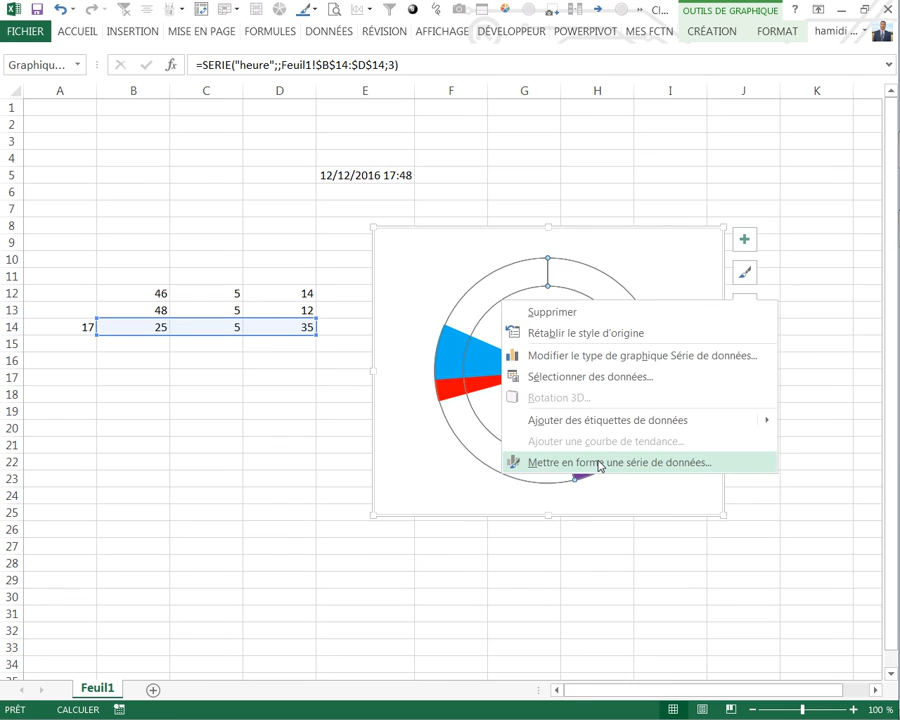 Cl...
OUTILS DE GRAPHIQUE
?
FICHIER ACCUEIL INSERTION MISE EN PAGE FORMULES DONNÉES RÉVISION AFFICHAGE DÉVELOPPEUR POWERPIVOT MES FCTN CRÉATION FORMAT hamidi ...
Graphiqu... fx =SERIE("heure";;Feuil1!$B$14:$D$14;3)
A B C D E F G H I J K
1
2
3
4
5 12/12/2016 17:48
6
7
8
9
10
11
12 46 5 14
13 48 5 12
14 17 25 5 35
15
16
17
18
19
20
21
22
23
24
25
26
27
28
29
30
31
32
33
34
35
Supprimer
Rétablir le style d'origine
Modifier le type de graphique Série de données...
Sélectionner des données...
Rotation 3D...
Ajouter des étiquettes de données
Ajouter une courbe de tendance...
Mettre en forme une série de données...
Feuil1
PRÊT CALCULER 100 %